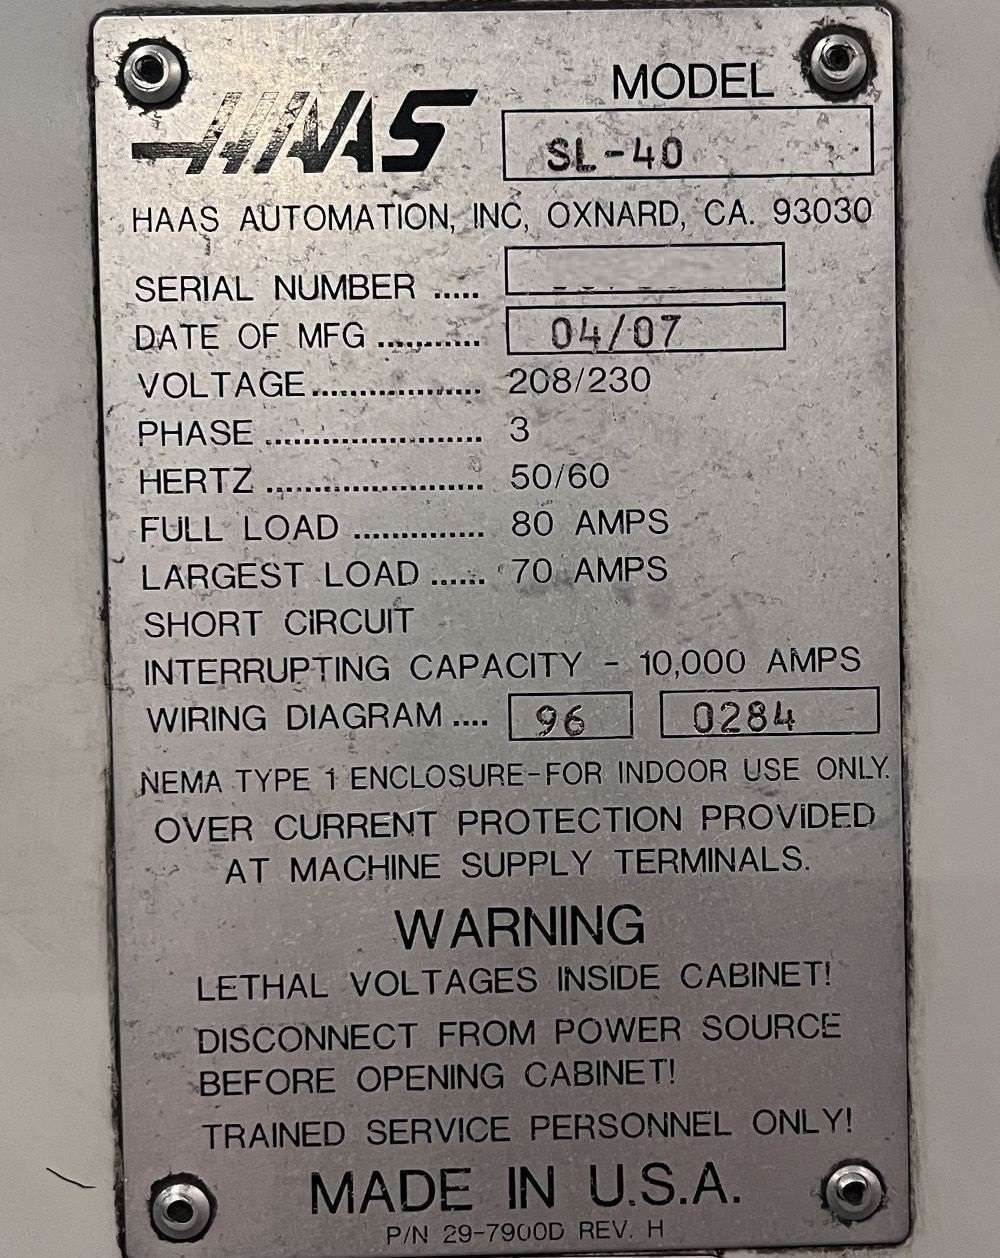 MODEL
HAAS
SL-40
HAAS AUTOMATION, INC, OXNARD, CA. 93030
SERIAL NUMBER .....
DATE OF MFG ........... 04/07
VOLTAGE.................. 208/230
PHASE ....................... 3
HERTZ ....................... 50/60
FULL LOAD .............. 80 AMPS
LARGEST LOAD ...... 70 AMPS
SHORT CIRCUIT
INTERRUPTING CAPACITY - 10,000 AMPS
WIRING DIAGRAM .... 96 0284
NEMA TYPE 1 ENCLOSURE-FOR INDOOR USE ONLY.
OVER CURRENT PROTECTION PROVIDED
AT MACHINE SUPPLY TERMINALS.
WARNING
LETHAL VOLTAGES INSIDE CABINET!
DISCONNECT FROM POWER SOURCE
BEFORE OPENING CABINET!
TRAINED SERVICE PERSONNEL ONLY!
MADE IN U.S.A.
P/N 29-7900D REV. H